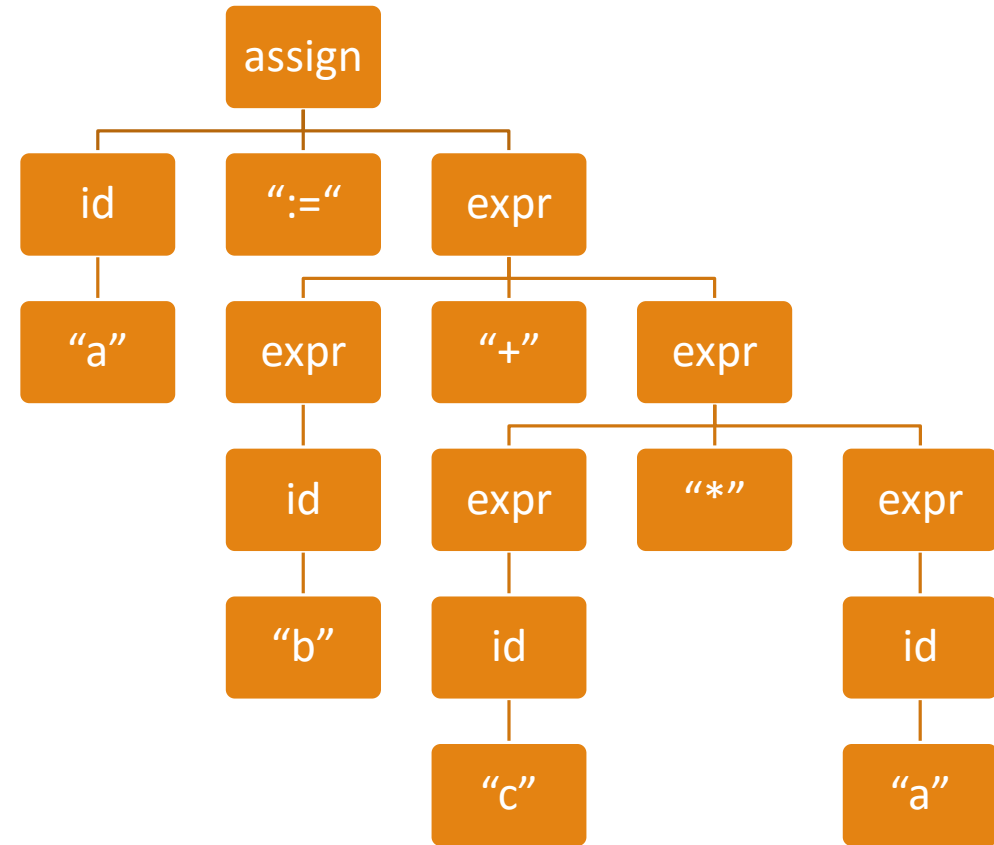 assign
id
“:=“
expr
“a”
expr
“+”
expr
id
expr
“*”
expr
“b”
id
id
“c”
“a”